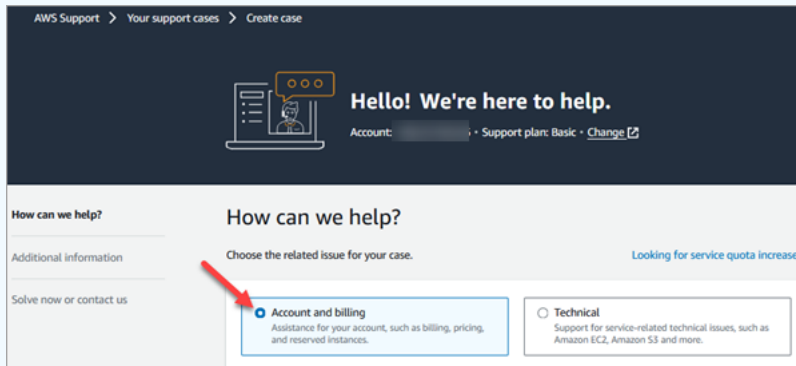 AWS Support > Your support cases > Create case
Hello! We're here to help.
Account: • Support plan: Basic • Change
How can we help?
Additional information
Solve now or contact us
How can we help?
Choose the related issue for your case.
Looking for service quota increase
Account and billing
Assistance for your account, such as billing, pricing,
and reserved instances.
Technical
Support for service-related technical issues, such as
Amazon EC2, Amazon S3 and more.